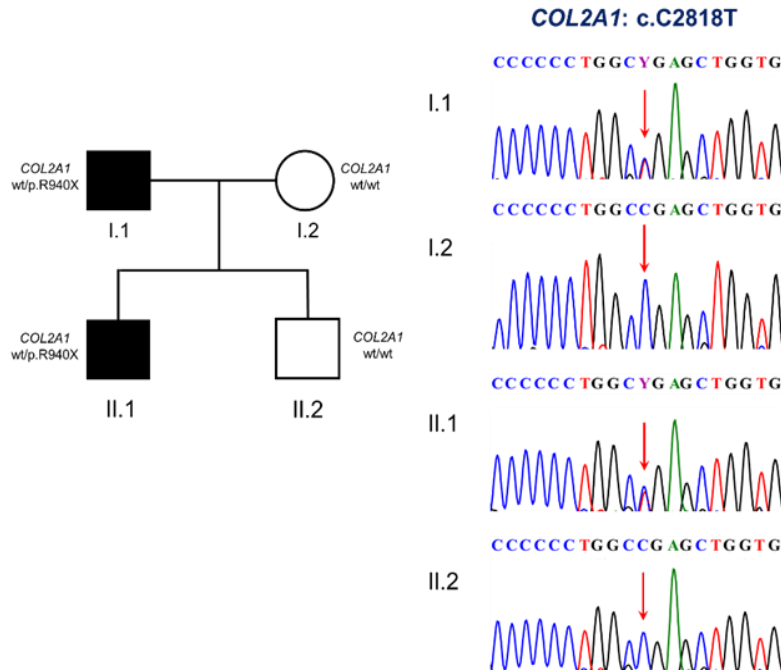 COL2A1: c.C2818T
CCCCCCTGGCYGAGCTGGTG
I.1
COL2A1
wt/p.R940X
I.1
COL2A1
wt/wt
I.2
CCCCCCTGGCCGAGCTGGTG
I.2
COL2A1
wt/p.R940X
II.1
COL2A1
wt/wt
II.2
CCCCCCTGGCYGAGCTGGTG
II.1
CCCCCCTGGCCGAGCTGGTG
II.2